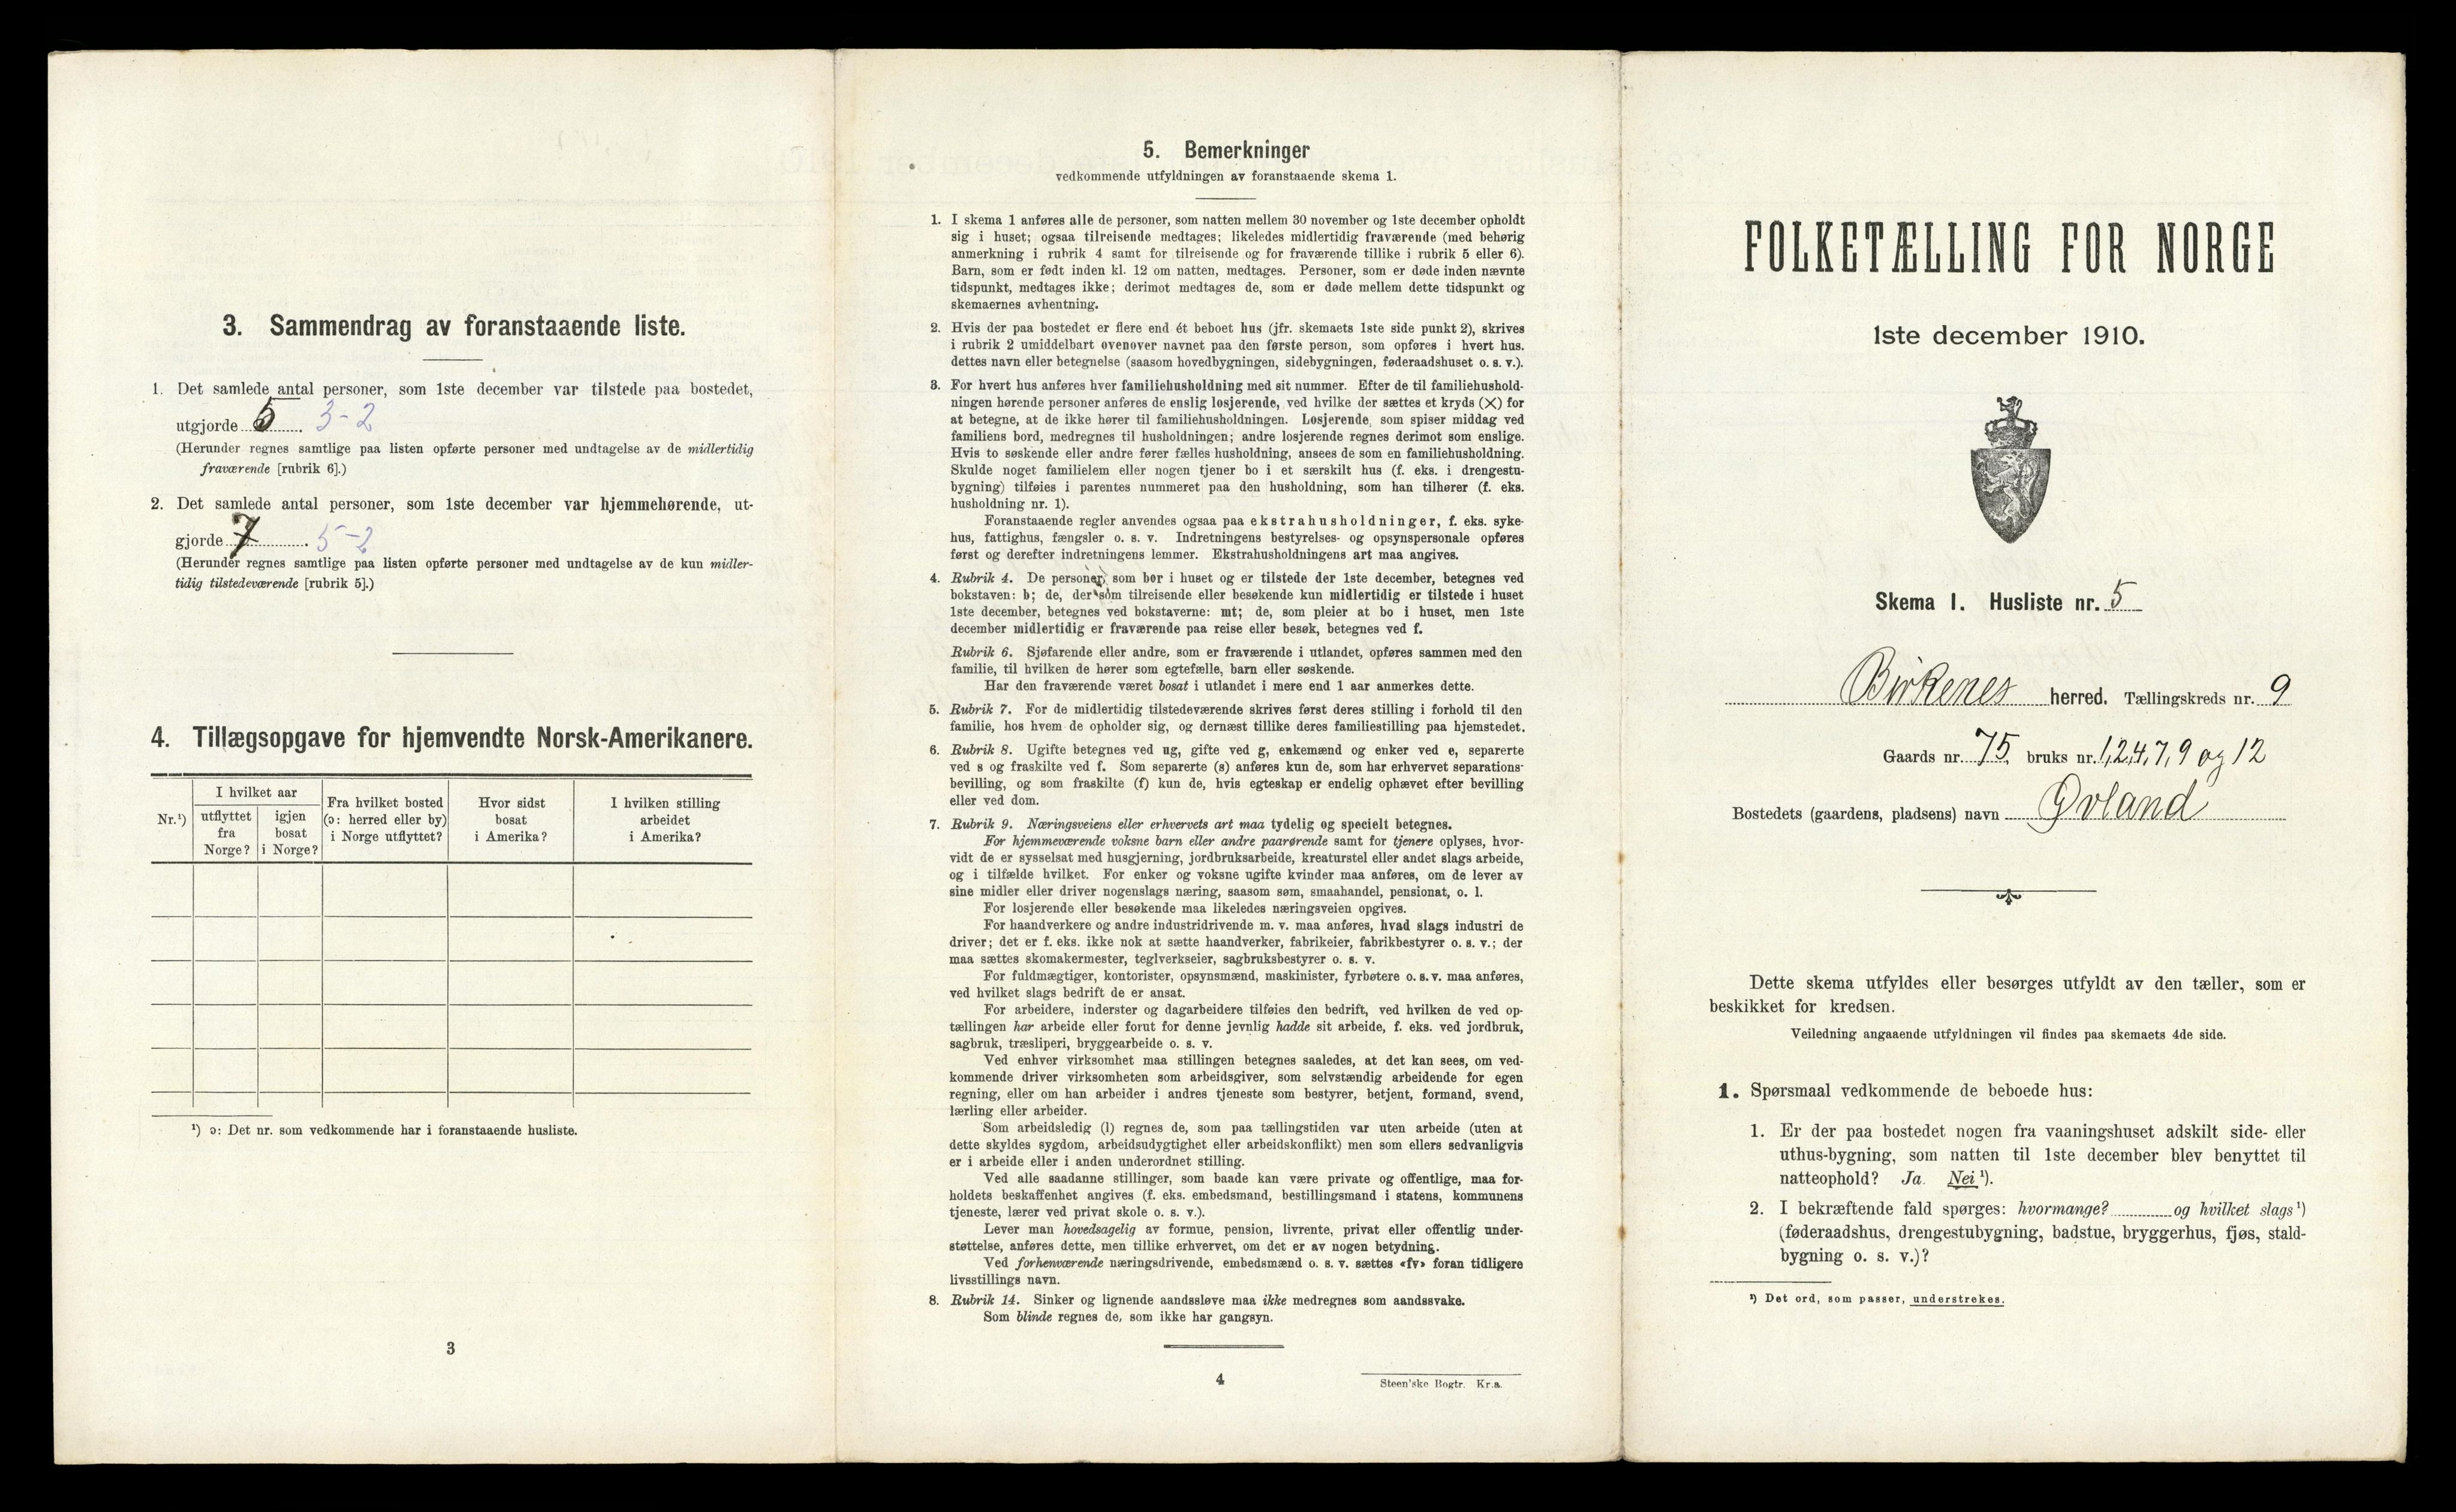 3. Sammendrag av foranstaaende liste.
1. Det samlede antal personer, som 1ste december var tilstede paa bostedet,
utgjorde 5. 3-2
(Herunder regnes samtlige paa listen opførte personer med undtagelse av de midlertidig
fraværende [rubrik 6].)
2. Det samlede antal personer, som 1ste december var hjemmehørende, ut-
gjorde 7. 5-2
(Herunder regnes samtlige paa listen opførte personer med undtagelse av de kun midler-
tidig tilstedeværende [rubrik 5].)
4. Tillægsopgave for hjemvendte Norsk-Amerikanere.
Nr.¹)
I hvilket aar
utflyttet
fra
Norge?
igjen
bosat
i Norge?
Fra hvilket bosted
(ɔ: herred eller by)
i Norge utflyttet?
Hvor sidst
bosat
i Amerika?
I hvilken stilling
arbeidet
i Amerika?
¹) ɔ: Det nr. som vedkommende har i foranstaaende husliste.
3
5. Bemerkninger
vedkommende utfyldningen av foranstaaende skema 1.
1. I skema 1 anføres alle de personer, som natten mellem 30 november og 1ste december opholdt
sig i huset; ogsaa tilreisende medtages; likeledes midlertidig fraværende (med behørig
anmerkning i rubrik 4 samt for tilreisende og for fraværende tillike i rubrik 5 eller 6).
Barn, som er født inden kl. 12 om natten, medtages. Personer, som er døde inden nævnte
tidspunkt, medtages ikke; derimot medtages de, som er døde mellem dette tidspunkt og
skemaernes avhentning.
2. Hvis der paa bostedet er flere end ét beboet hus (jfr. skemaets 1ste side punkt 2), skrives
i rubrik 2 umiddelbart ovenover navnet paa den første person, som opføres i hvert hus.
dettes navn eller betegnelse (saasom hovedbygningen, sidebygningen, føderaadshuset o. s. v.).
3. For hvert hus anføres hver familiehusholdning med sit nummer. Efter de til familiehushold-
ningen hørende personer anføres de enslig losjerende, ved hvilke der sættes et kryds (×) for
at betegne, at de ikke hører til familiehusholdningen. Losjerende, som spiser middag ved
familiens bord, medregnes til husholdningen; andre losjerende regnes derimot som enslige.
Hvis to søskende eller andre fører fælles husholdning, ansees de som en familiehusholdning.
Skulde noget familielem eller nogen tjener bo i et særskilt hus (f. eks. i drengestu-
bygning) tilføies i parentes nummeret paa den husholdning, som han tilhører (f. eks.
husholdning nr. 1).
Foranstaaende regler anvendes ogsaa paa ekstrahusholdninger, f. eks. syke-
hus, fattighus, fængsler o. s. v. Indretningens bestyrelses- og opsynspersonale opføres
først og derefter indretningens lemmer. Ekstrahusholdningens art maa angives.
4. Rubrik 4. De personer, som bor i huset og er tilstede der 1ste december, betegnes ved
bokstaven: b; de, der som tilreisende eller besøkende kun midlertidig er tilstede i huset
1ste december, betegnes ved bokstaverne: mt; de, som pleier at bo i huset, men 1ste
december midlertidig er fraværende paa reise eller besøk, betegnes ved f.
Rubrik 6. Sjøfarende eller andre, som er fraværende i utlandet, opføres sammen med den
familie, til hvilken de hører som egtefælle, barn eller søskende.
Har den fraværende været bosat i utlandet i mere end 1 aar anmerkes dette.
5. Rubrik 7. For de midlertidig tilstedeværende skrives først deres stilling i forhold til den
familie, hos hvem de opholder sig, og dernæst tillike deres familiestilling paa hjemstedet.
6. Rubrik 8. Ugifte betegnes ved ug, gifte ved g, enkemænd og enker ved e, separerte
ved s og fraskilte ved f. Som separerte (s) anføres kun de, som har erhvervet separations-
bevilling, og som fraskilte (f) kun de, hvis egteskap er endelig ophævet efter bevilling
eller ved dom.
7. Rubrik 9. Næringsveiens eller erhvervets art maa tydelig og specielt betegnes.
For hjemmeværende voksne barn eller andre paarørende samt for tjenere oplyses, hvor-
vidt de er sysselsat med husgjerning, jordbruksarbeide, kreaturstel eller andet slags arbeide,
og i tilfælde hvilket. For enker og voksne ugifte kvinder maa anføres, om de lever av
sine midler eller driver nogenslags næring, saasom søm, smaahandel, pensionat, o. l.
For losjerende eller besøkende maa likeledes næringsveien opgives.
For haandverkere og andre industridrivende m. v. maa anføres, hvad slags industri de
driver; det er f. eks. ikke nok at sætte haandverker, fabrikeier, fabrikbestyrer o. s. v.; der
maa sættes skomakermester, teglverkseier, sagbruksbestyrer o. s. v.
For fuldmægtiger, kontorister, opsynsmænd, maskinister, fyrbøtere o. s. v. maa anføres,
ved hvilket slags bedrift de er ansat.
For arbeidere, inderster og dagarbeidere tilføies den bedrift, ved hvilken de ved op-
tællingen har arbeide eller forut for denne jevnlig hadde sit arbeide, f. eks. ved jordbruk,
sagbruk, træsliperi, bryggearbeide o. s. v.
Ved enhver virksomhet maa stillingen betegnes saaledes, at det kan sees, om ved-
kommende driver virksomheten som arbeidsgiver, som selvstændig arbeidende for egen
regning, eller om han arbeider i andres tjeneste som bestyrer, betjent, formand, svend,
lærling eller arbeider.
Som arbeidsledig (l) regnes de, som paa tællingstiden var uten arbeide (uten at
dette skyldes sygdom, arbeidsudygtighet eller arbeidskonflikt) men som ellers sedvanligvis
er i arbeide eller i anden underordnet stilling.
Ved alle saadanne stillinger, som baade kan være private og offentlige, maa for-
holdets beskaffenhet angives (f. eks. embedsmand, bestillingsmand i statens, kommunens
tjeneste, lærer ved privat skole o. s. v.).
Lever man hovedsagelig av formue, pension, livrente, privat eller offentlig under-
støttelse, anføres dette, men tillike erhvervet, om det er av nogen betydning.
Ved forhenværende næringsdrivende, embedsmænd o. s. v. sættes «fv» foran tidligere
livsstillings navn.
8. Rubrik 14. Sinker og lignende aandssløve maa ikke medregnes som aandssvake.
Som blinde regnes de, som ikke har gangsyn.
4
Steen'ske Bogtr. Kr.a.
FOLKETÆLLING FOR NORGE
1ste december 1910.
Skema 1. Husliste nr. 5
Birkenes herred. Tællingskreds nr. 9
Gaards nr. 75, bruks nr. 1,2,4,7,9 og 12
Bostedets (gaardens, pladsens) navn Øvland
Dette skema utfyldes eller besørges utfyldt av den tæller, som er
beskikket for kredsen.
Veiledning angaaende utfyldningen vil findes paa skemaets 4de side.
1. Spørsmaal vedkommende de beboede hus:
1. Er der paa bostedet nogen fra vaaningshuset adskilt side- eller
uthus-bygning, som natten til 1ste december blev benyttet til
natteophold? Ja. Nei ¹).
2. I bekræftende fald spørges: hvormange? og hvilket slags ¹)
(føderaadshus, drengestubygning, badstue, bryggerhus, fjøs, stald-
bygning o. s. v.)?
¹) Det ord, som passer, understrekes.